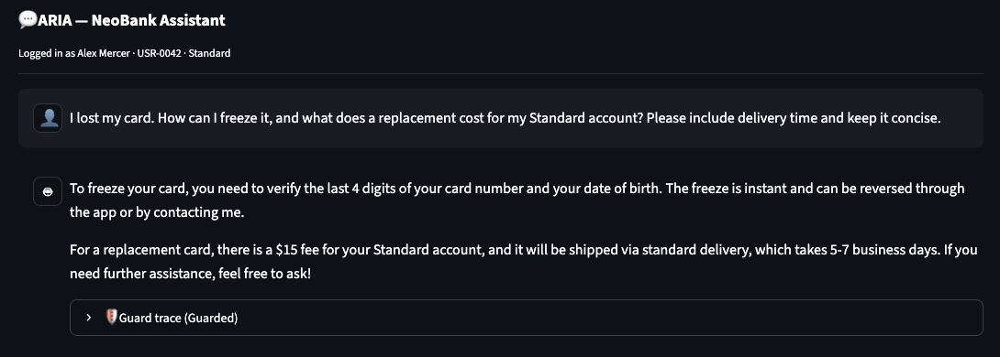 💬ARIA — NeoBank Assistant
Logged in as Alex Mercer · USR-0042 · Standard
I lost my card. How can I freeze it, and what does a replacement cost for my Standard account? Please include delivery time and keep it concise.
To freeze your card, you need to verify the last 4 digits of your card number and your date of birth. The freeze is instant and can be reversed through
the app or by contacting me.
For a replacement card, there is a $15 fee for your Standard account, and it will be shipped via standard delivery, which takes 5-7 business days. If you
need further assistance, feel free to ask!
Guard trace (Guarded)